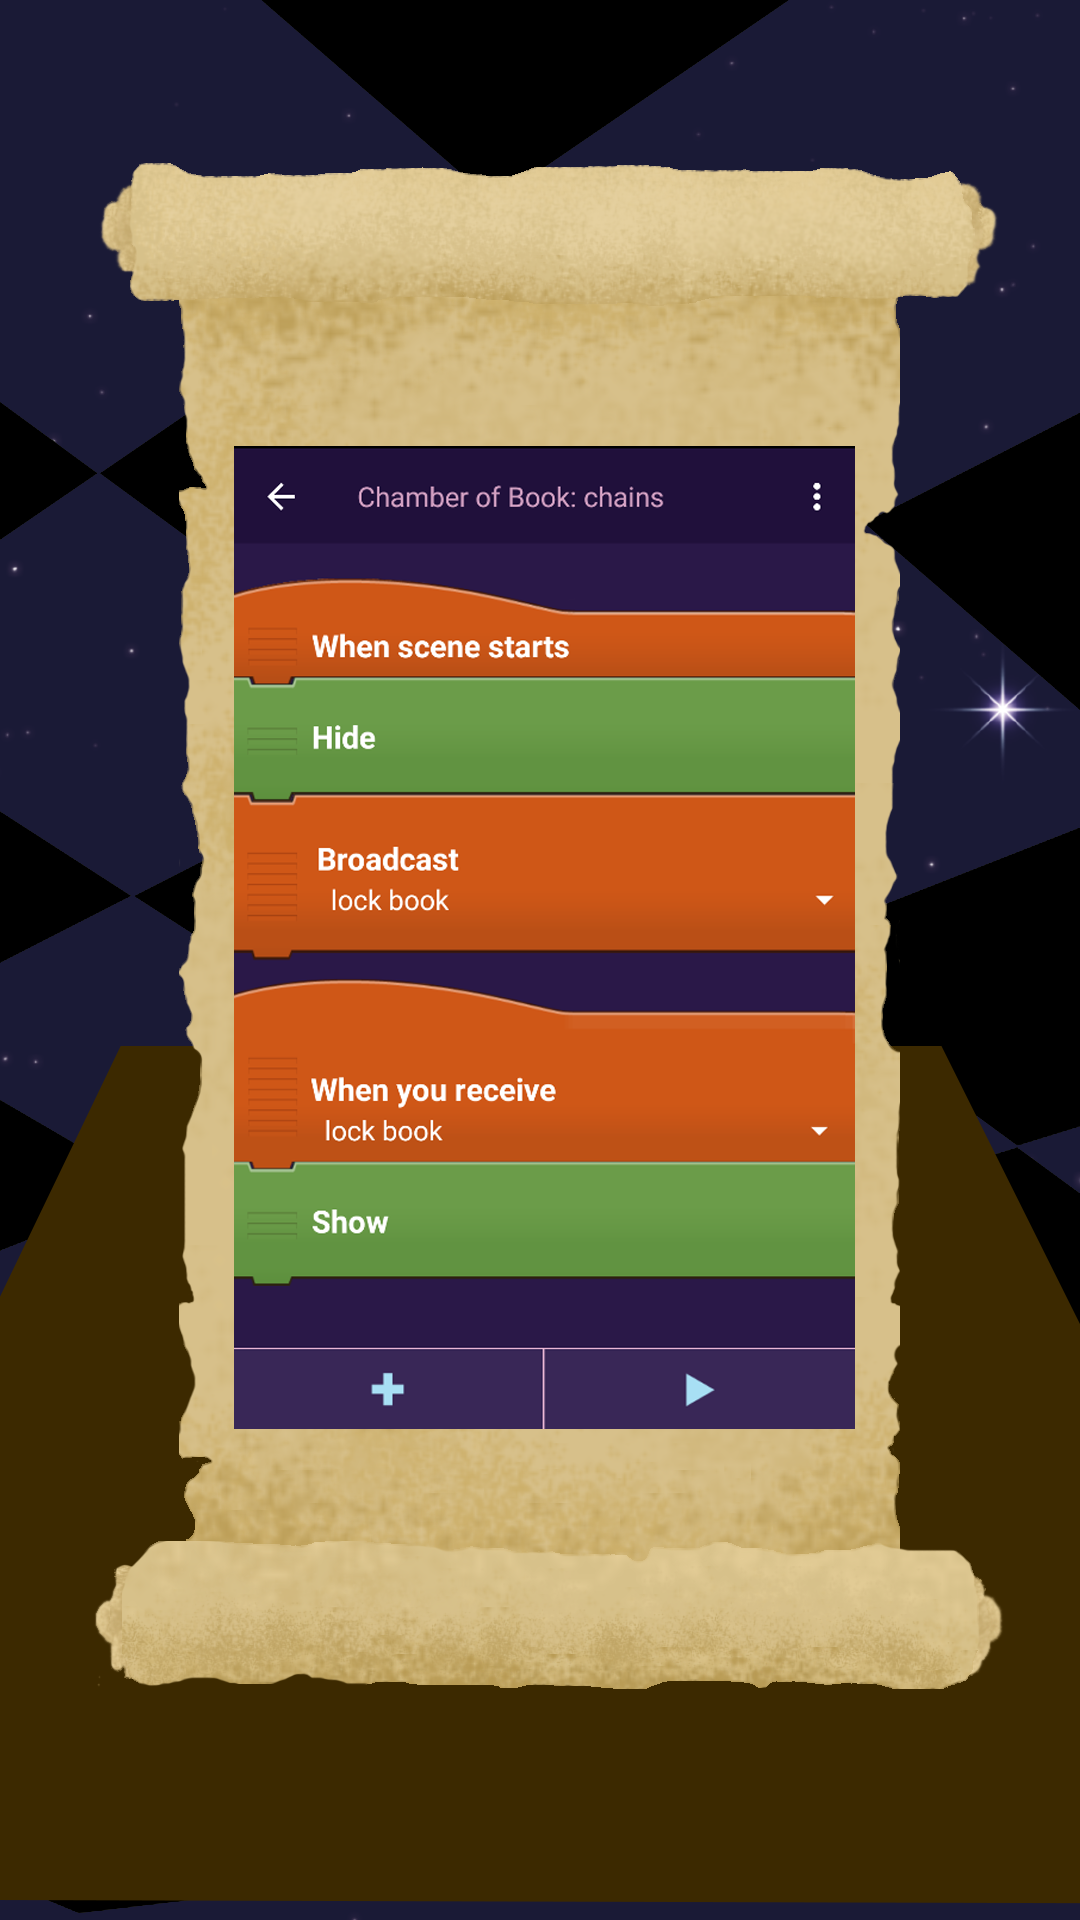 Chamber of Book: chains
When scene starts
Hide
Broadcast
lock book
When you receive
lock book
Show